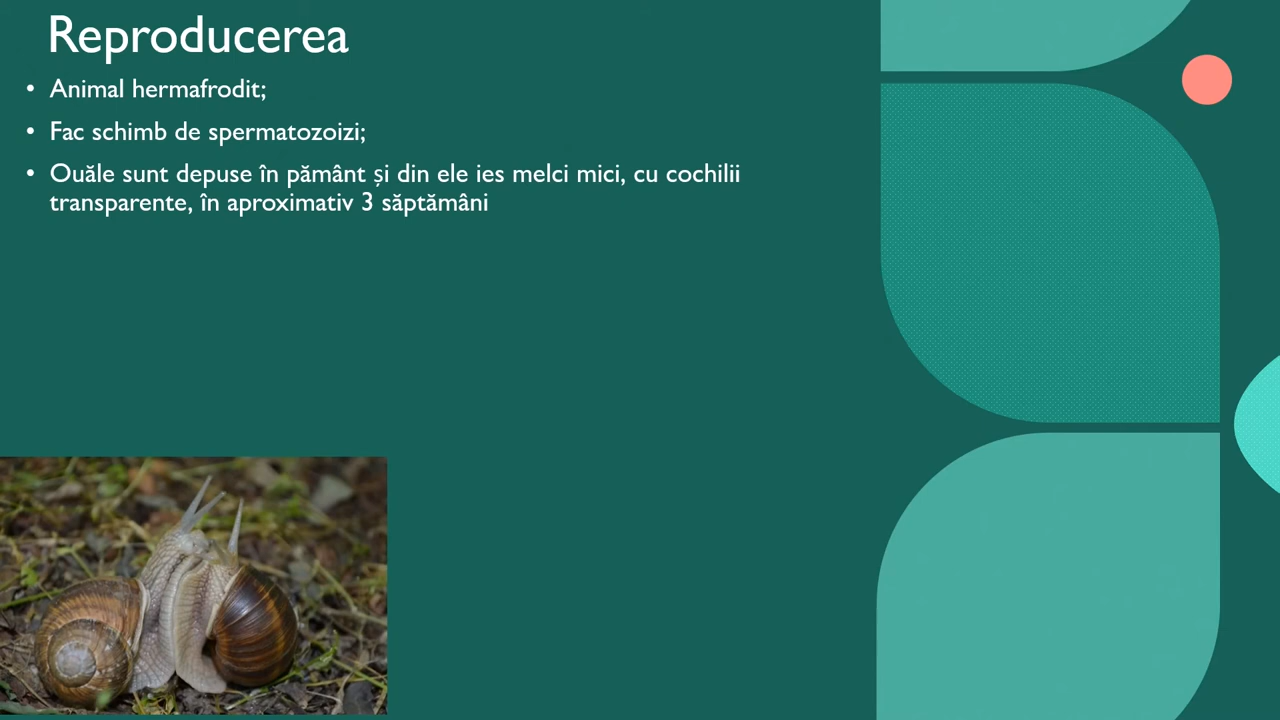 Reproducerea
• Animal hermafrodit;
• Fac schimb de spermatozoizi;
• Ouăle sunt depuse în pământ și din ele ies melci mici, cu cochilii
transparente, în aproximativ 3 săptămâni